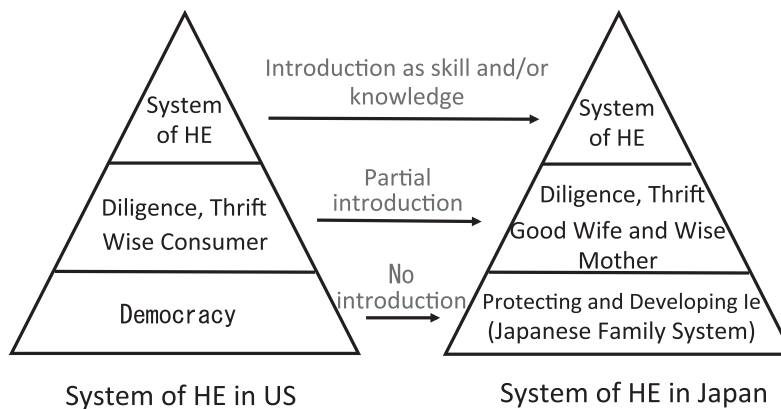 System
of HE
Diligence, Thrift
Wise Consumer
Democracy
System of HE in US
Introduction as skill and/or
knowledge
Partial
introduction
No
introduction
System
of HE
Diligence, Thrift
Good Wife and Wise
Mother
Protecting and Developing Ie
(Japanese Family System)
System of HE in Japan